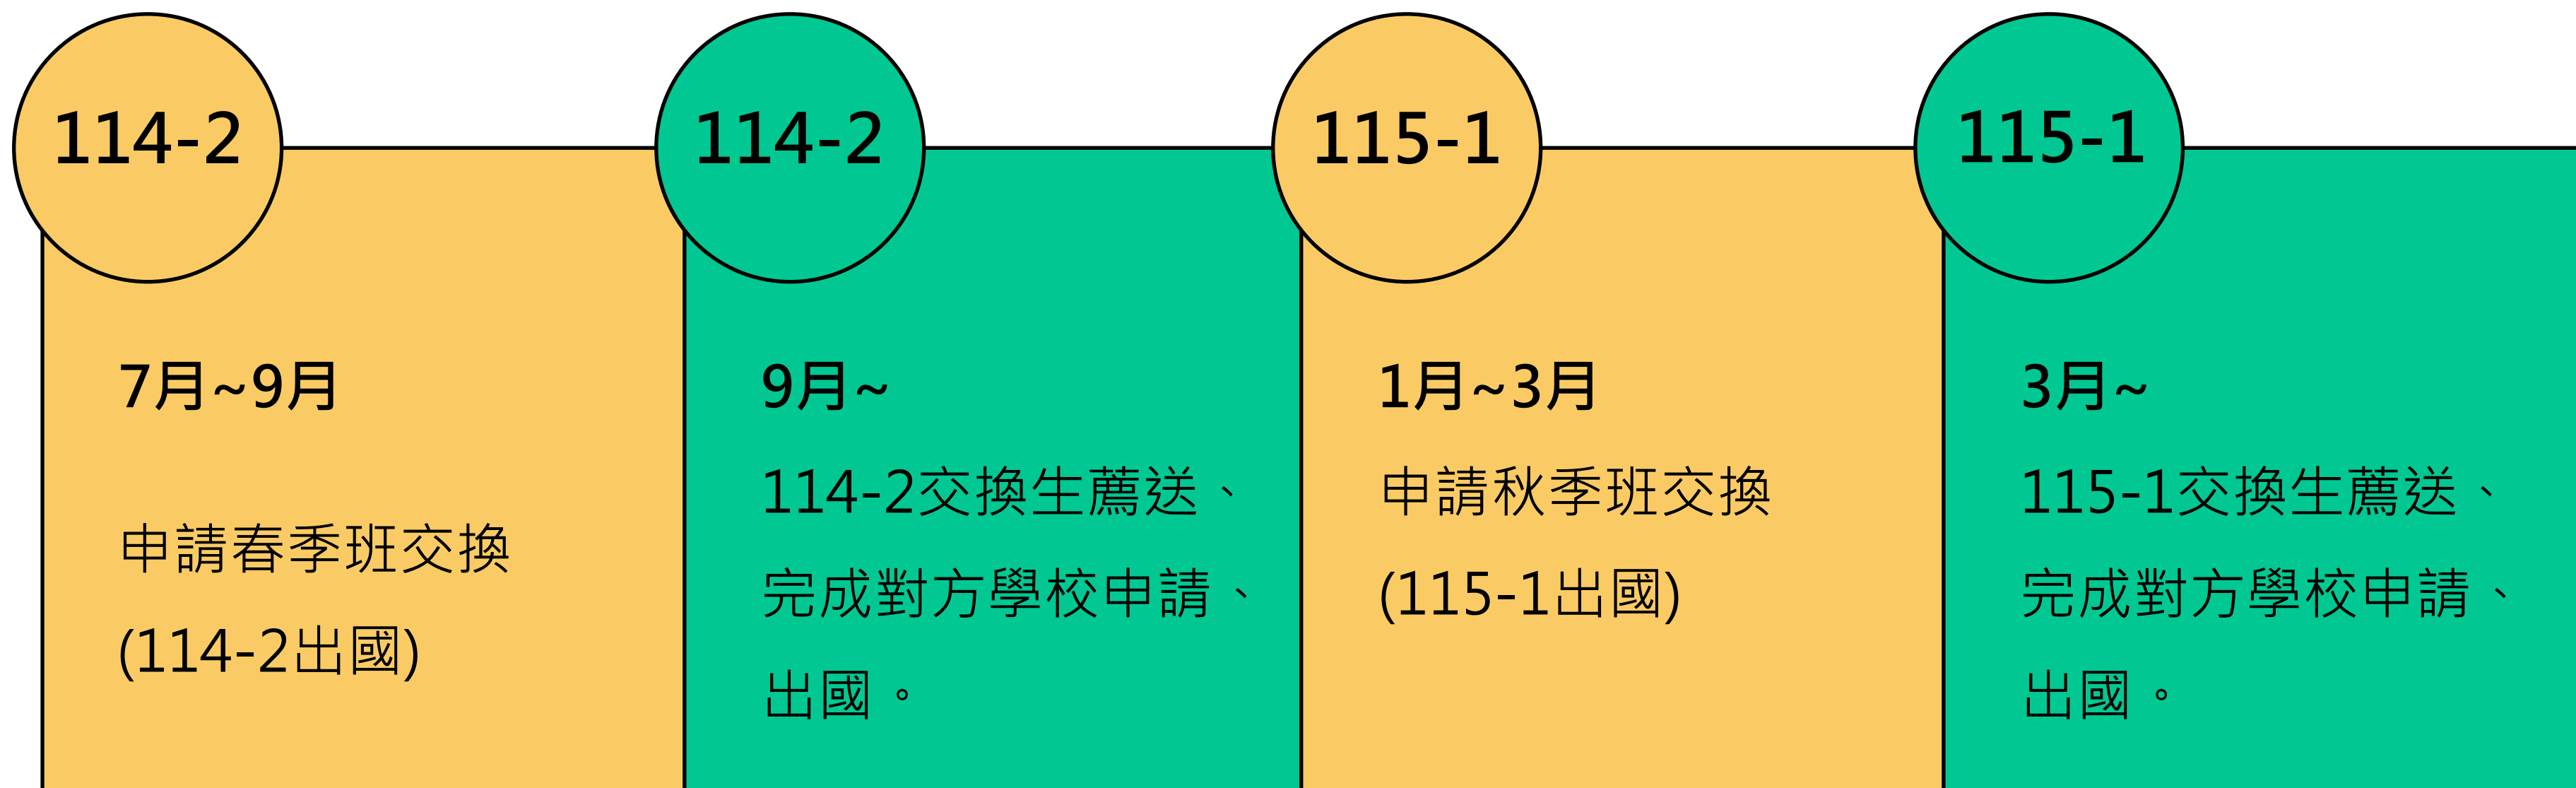 114-2
7月~9月
申請春季班交換
(114-2出國)
114-2
9月~
114-2交換生薦送、
完成對方學校申請、
出國。
115-1
1月~3月
申請秋季班交換
(115-1出國)
115-1
3月~
115-1交換生薦送、
完成對方學校申請、
出國。